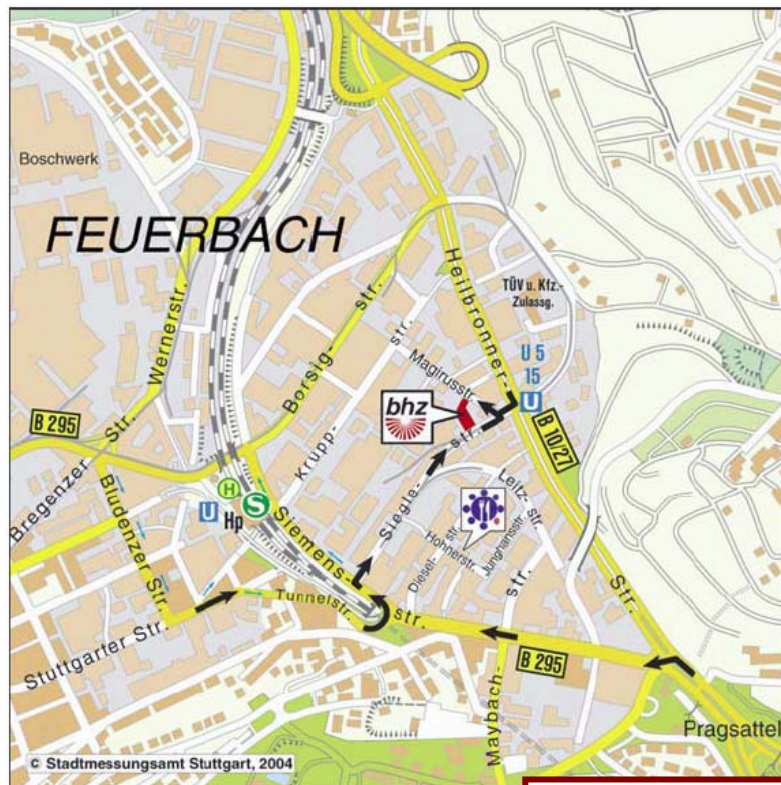 Boschwerk
FEUERBACH
Wernerstr.
Heilbronner-
Str.
TÜV u. Kfz.-
Zulassg.
Borsig-
str.
Magirusstr.
U 5
15
U
bhz
B 295
B 10/27
Krupp-
str.
Siegle-
str.
Bregenzer Str.
Bludenzer Str.
H
S
U
Hp
Siemens-
str.
Leitz-
str.
Diesel-
str.
Hohnerstr.
Junghansstr.
Tunnelstr.
Stuttgarter Str.
B 295
Maybach-
str.
Pragsattel
© Stadtmessungsamt Stuttgart, 2004